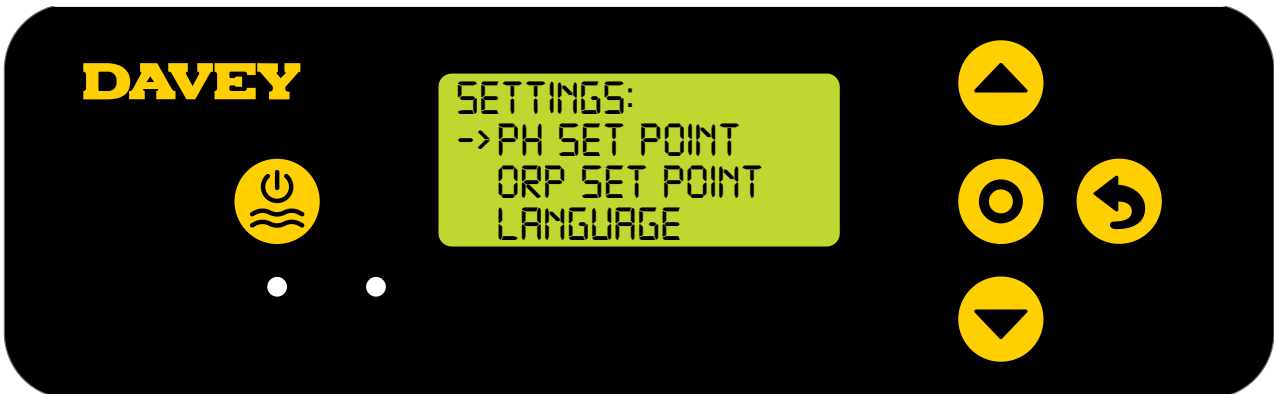 DAVEY
SETTINGS:
->PH SET POINT
ORP SET POINT
LANGUAGE